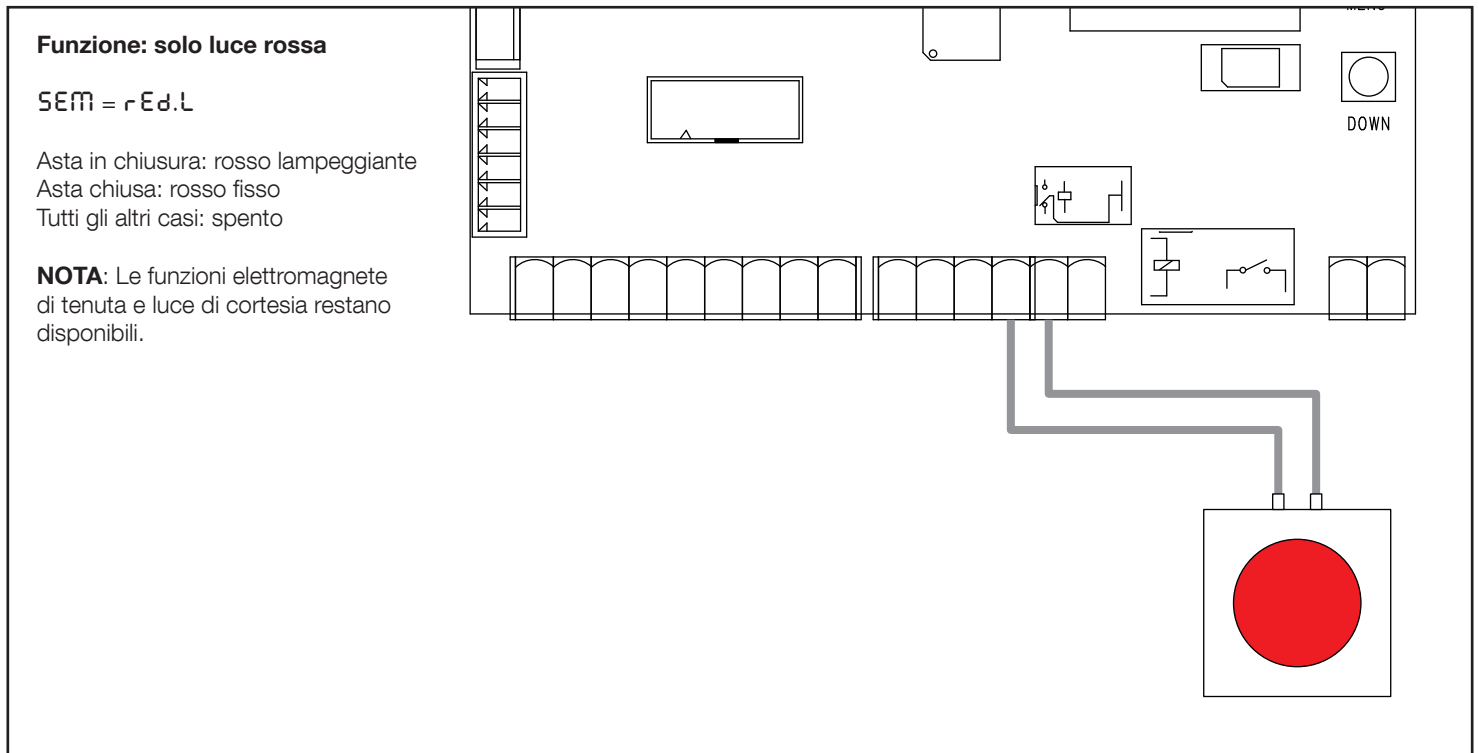 Funzione: solo luce rossa
SEM = rEd.L
Asta in chiusura: rosso lampeggiante
Asta chiusa: rosso fisso
Tutti gli altri casi: spento
NOTA: Le funzioni elettromagnete
di tenuta e luce di cortesia restano
disponibili.
DOWN